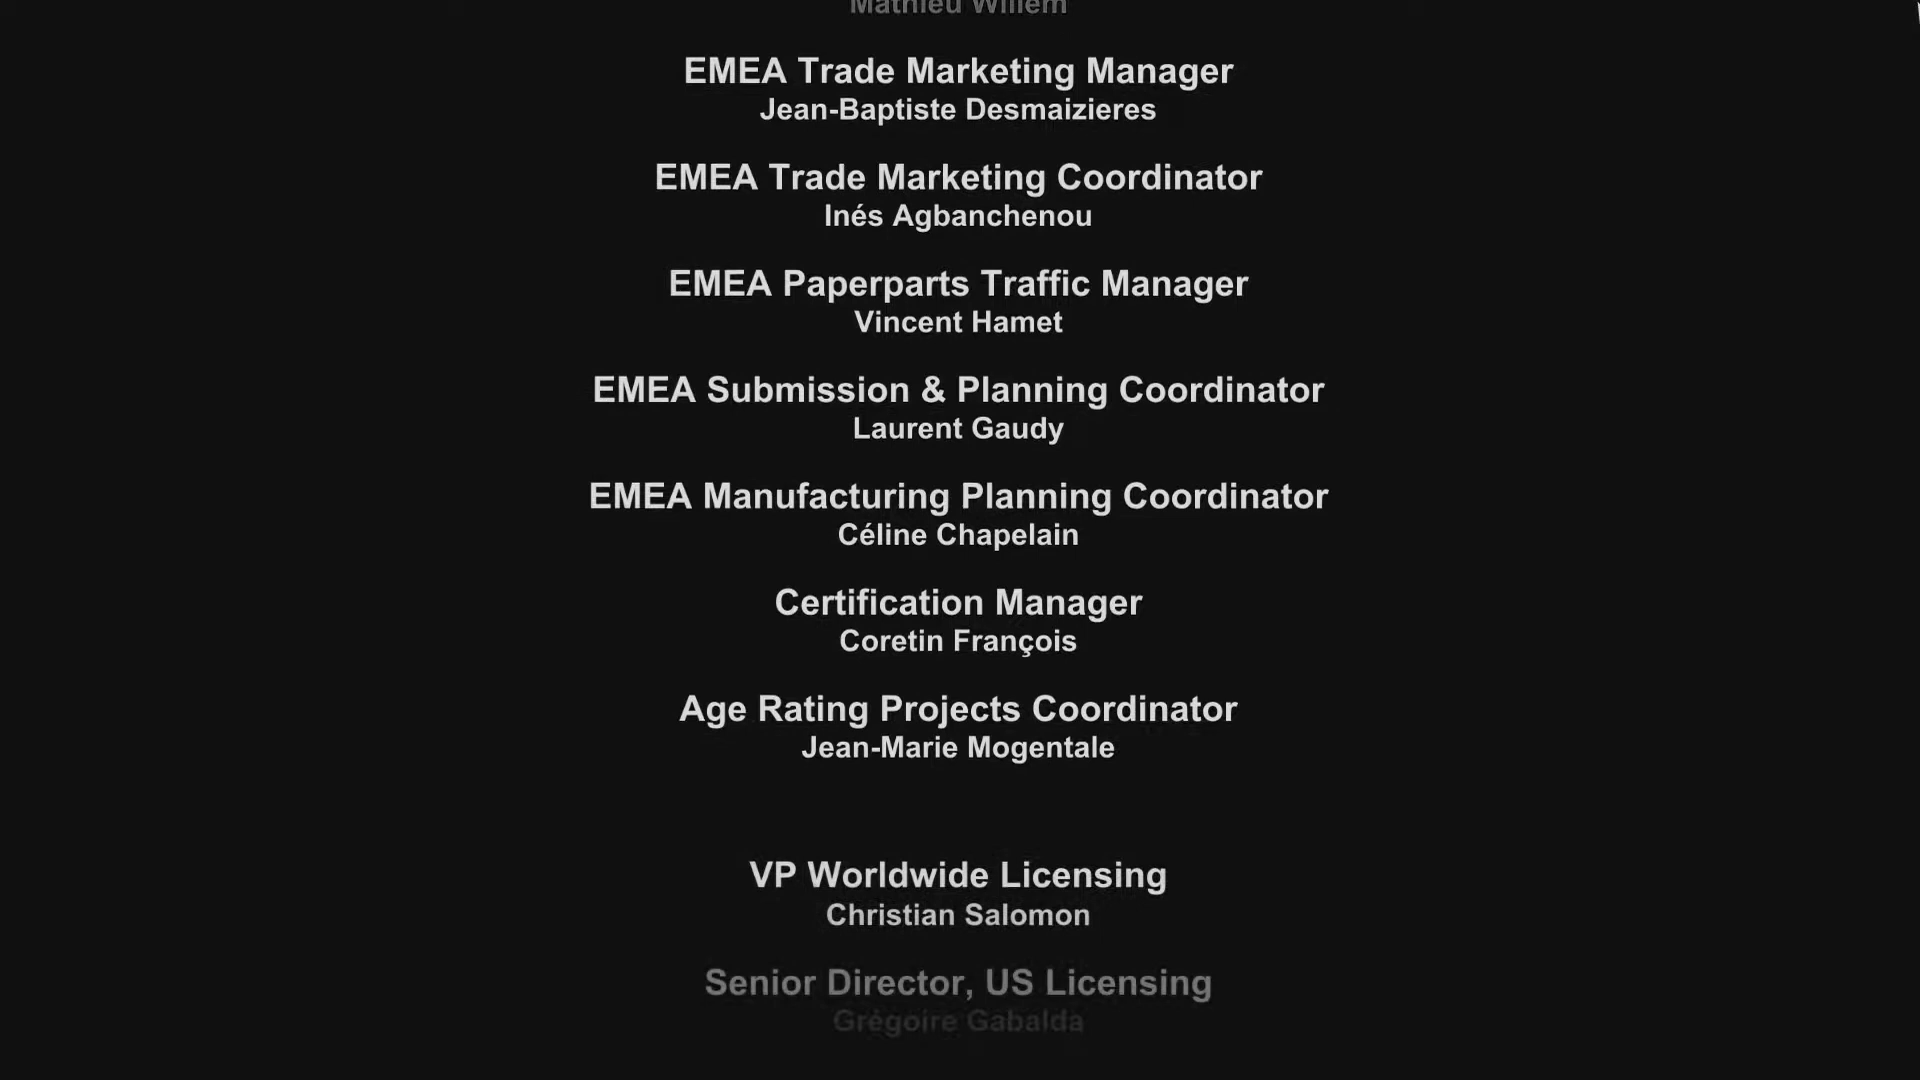 Mathieu Willem
EMEA Trade Marketing Manager
Jean-Baptiste Desmaizieres
EMEA Trade Marketing Coordinator
Inés Agbanchenou
EMEA Paperparts Traffic Manager
Vincent Hamet
EMEA Submission & Planning Coordinator
Laurent Gaudy
EMEA Manufacturing Planning Coordinator
Céline Chapelain
Certification Manager
Coretin François
Age Rating Projects Coordinator
Jean-Marie Mogentale
VP Worldwide Licensing
Christian Salomon
Senior Director, US Licensing
Grégoire Gabalda